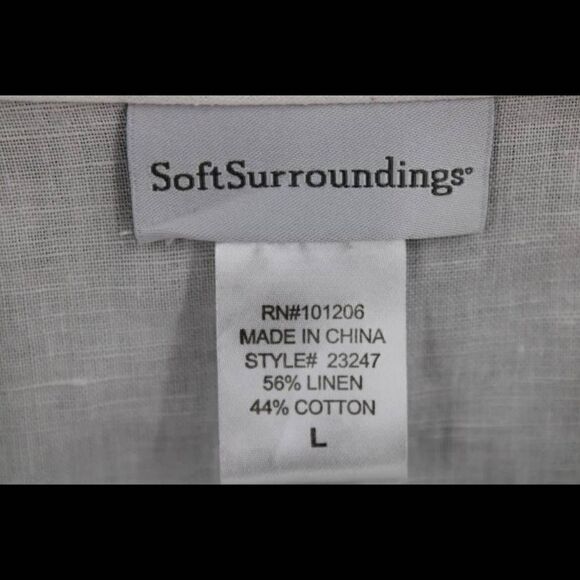 SoftSurroundings®
RN#101206
MADE IN CHINA
STYLE# 23247
56% LINEN
44% COTTON
L